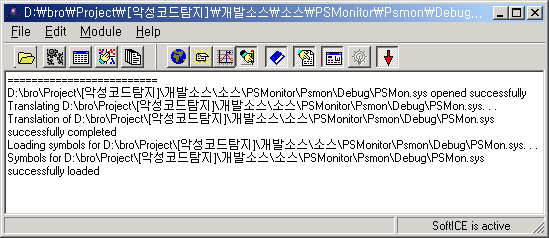 D:₩bro₩Project₩[악성코드탐지]₩개발소스₩소스₩PSMonitor₩Psmon₩Debug...
File Edit Module Help
=========================
D:\bro\Project\[악성코드탐지]\개발소스\소스\PSMonitor\Psmon\Debug\PSMon.sys opened successfully
Translating D:\bro\Project\[악성코드탐지]\개발소스\소스\PSMonitor\Psmon\Debug\PSMon.sys. . .
Translation of D:\bro\Project\[악성코드탐지]\개발소스\소스\PSMonitor\Psmon\Debug\PSMon.sys
successfully completed
Loading symbols for D:\bro\Project\[악성코드탐지]\개발소스\소스\PSMonitor\Psmon\Debug\PSMon.sys. . .
Symbols for D:\bro\Project\[악성코드탐지]\개발소스\소스\PSMonitor\Psmon\Debug\PSMon.sys
successfully loaded
SoftICE is active